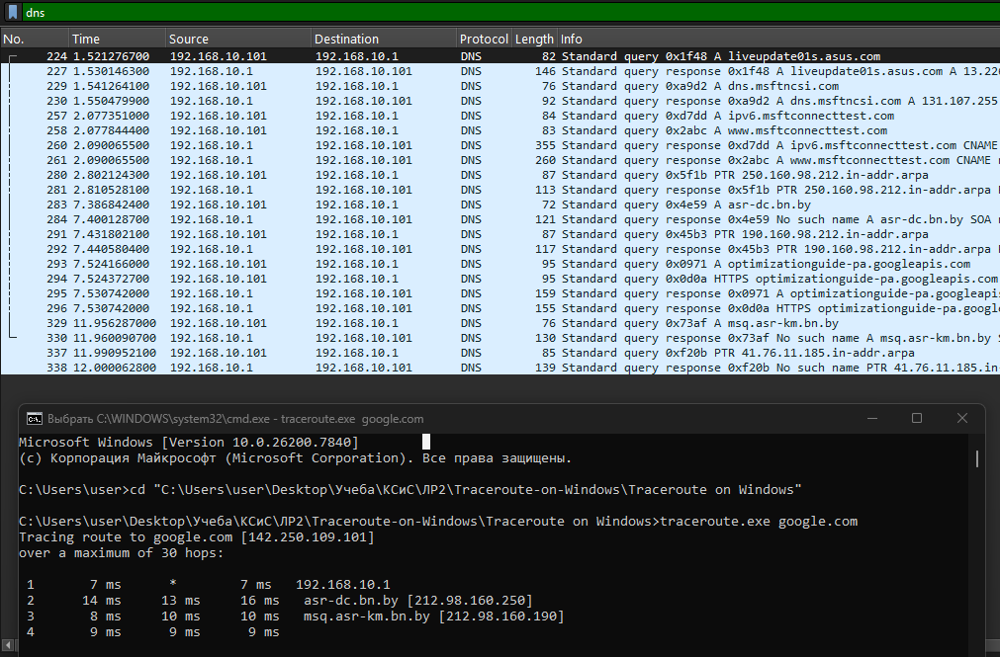 dns
No. Time Source Destination Protocol Length Info
224 1.521276700 192.168.10.101 192.168.10.1 DNS 82 Standard query 0x1f48 A liveupdate01s.asus.com
227 1.530146300 192.168.10.1 192.168.10.101 DNS 146 Standard query response 0x1f48 A liveupdate01s.asus.com A 13.22
229 1.541264100 192.168.10.101 192.168.10.1 DNS 76 Standard query 0xa9d2 A dns.msftncsi.com
230 1.550479900 192.168.10.1 192.168.10.101 DNS 92 Standard query response 0xa9d2 A dns.msftncsi.com A 131.107.255
257 2.077351000 192.168.10.101 192.168.10.1 DNS 84 Standard query 0xd7dd A ipv6.msftconnecttest.com
258 2.077844400 192.168.10.101 192.168.10.1 DNS 83 Standard query 0x2abc A www.msftconnecttest.com
260 2.090065500 192.168.10.1 192.168.10.101 DNS 355 Standard query response 0xd7dd A ipv6.msftconnecttest.com CNAME
261 2.090065500 192.168.10.1 192.168.10.101 DNS 260 Standard query response 0x2abc A www.msftconnecttest.com CNAME
280 2.802124300 192.168.10.101 192.168.10.1 DNS 87 Standard query 0x5f1b PTR 250.160.98.212.in-addr.arpa
281 2.810528100 192.168.10.1 192.168.10.101 DNS 113 Standard query response 0x5f1b PTR 250.160.98.212.in-addr.arpa
283 7.386842400 192.168.10.101 192.168.10.1 DNS 72 Standard query 0x4e59 A asr-dc.bn.by
284 7.400128700 192.168.10.1 192.168.10.101 DNS 121 Standard query response 0x4e59 No such name A asr-dc.bn.by SOA
291 7.431802100 192.168.10.101 192.168.10.1 DNS 87 Standard query 0x45b3 PTR 190.160.98.212.in-addr.arpa
292 7.440580400 192.168.10.1 192.168.10.101 DNS 117 Standard query response 0x45b3 PTR 190.160.98.212.in-addr.arpa
293 7.524166000 192.168.10.101 192.168.10.1 DNS 95 Standard query 0x0971 A optimizationguide-pa.googleapis.com
294 7.524372700 192.168.10.101 192.168.10.1 DNS 95 Standard query 0x0d0a HTTPS optimizationguide-pa.googleapis.com
295 7.530742000 192.168.10.1 192.168.10.101 DNS 159 Standard query response 0x0971 A optimizationguide-pa.googleapis
296 7.530742000 192.168.10.1 192.168.10.101 DNS 155 Standard query response 0x0d0a HTTPS optimizationguide-pa.googl
329 11.956287000 192.168.10.101 192.168.10.1 DNS 76 Standard query 0x73af A msq.asr-km.bn.by
330 11.960090700 192.168.10.1 192.168.10.101 DNS 130 Standard query response 0x73af No such name A msq.asr-km.bn.by S
337 11.990952100 192.168.10.101 192.168.10.1 DNS 85 Standard query 0xf20b PTR 41.76.11.185.in-addr.arpa
338 12.000062800 192.168.10.1 192.168.10.101 DNS 139 Standard query response 0xf20b No such name PTR 41.76.11.185.in-
Выбрать C:\WINDOWS\system32\cmd.exe - traceroute.exe google.com
Microsoft Windows [Version 10.0.26200.7840]
(c) Корпорация Майкрософт (Microsoft Corporation). Все права защищены.
C:\Users\user>cd "C:\Users\user\Desktop\Учеба\КСиС\ЛР2\Traceroute-on-Windows\Traceroute on Windows"
C:\Users\user\Desktop\Учеба\КСиС\ЛР2\Traceroute-on-Windows\Traceroute on Windows>traceroute.exe google.com
Tracing route to google.com [142.250.109.101]
over a maximum of 30 hops:
1 7 ms * 7 ms 192.168.10.1
2 14 ms 13 ms 16 ms asr-dc.bn.by [212.98.160.250]
3 8 ms 10 ms 10 ms msq.asr-km.bn.by [212.98.160.190]
4 9 ms 9 ms 9 ms